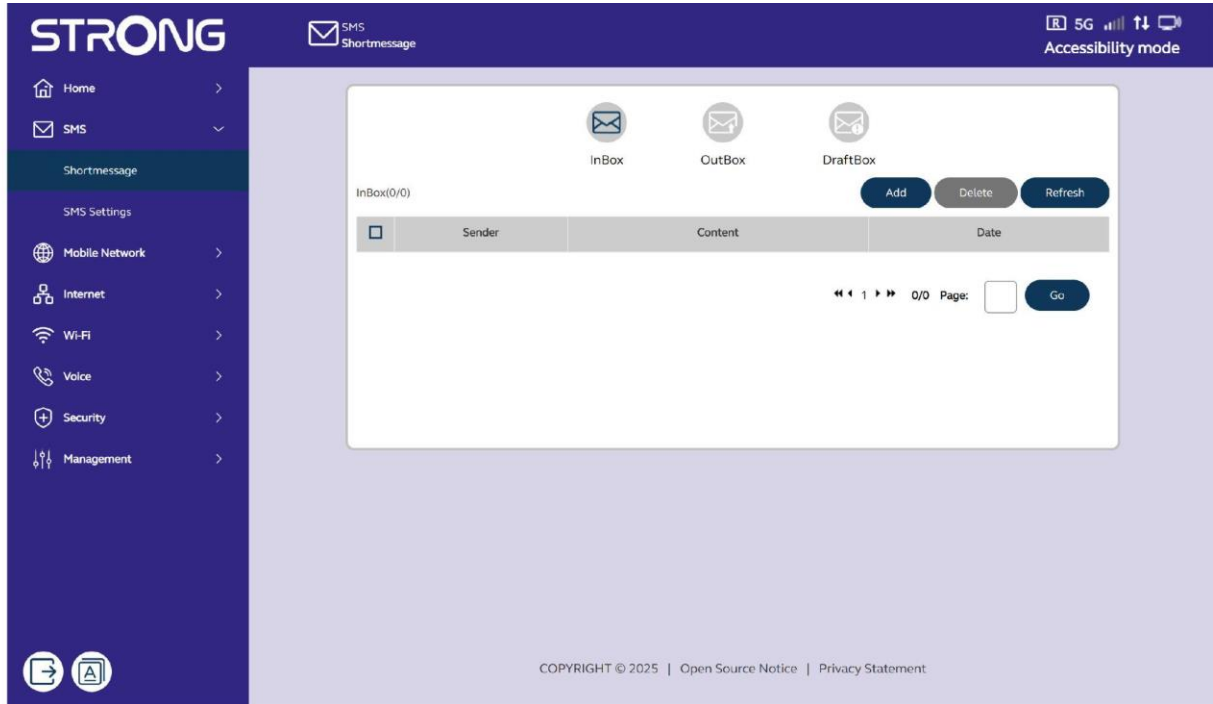 STRONG
SMS
Shortmessage
R 5G
Accessibility mode
Home
SMS
Shortmessage
SMS Settings
Mobile Network
Internet
Wi-Fi
Voice
Security
Management
InBox
OutBox
DraftBox
InBox(0/0)
Add
Delete
Refresh
Sender
Content
Date
1
0/0 Page:
Go
A
COPYRIGHT © 2025 | Open Source Notice | Privacy Statement